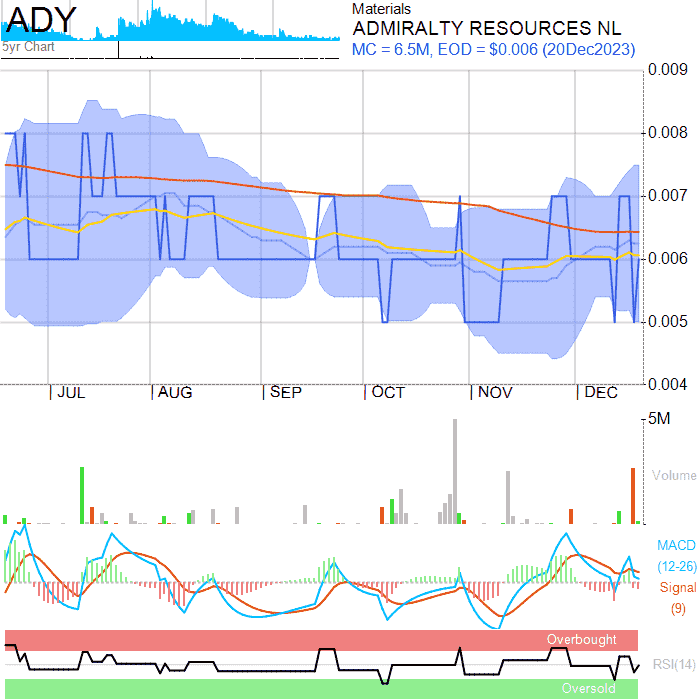 ADY
5yr Chart
Materials
ADMIRALTY RESOURCES NL
MC = 6.5M, EOD = $0.006 (20Dec2023)
0.009
0.008
0.007
0.006
0.005
0.004
JUL AUG SEP OCT NOV DEC
5M
Volume
MACD
(12-26)
Signal
(9)
Overbought
RSI(14)
Oversold